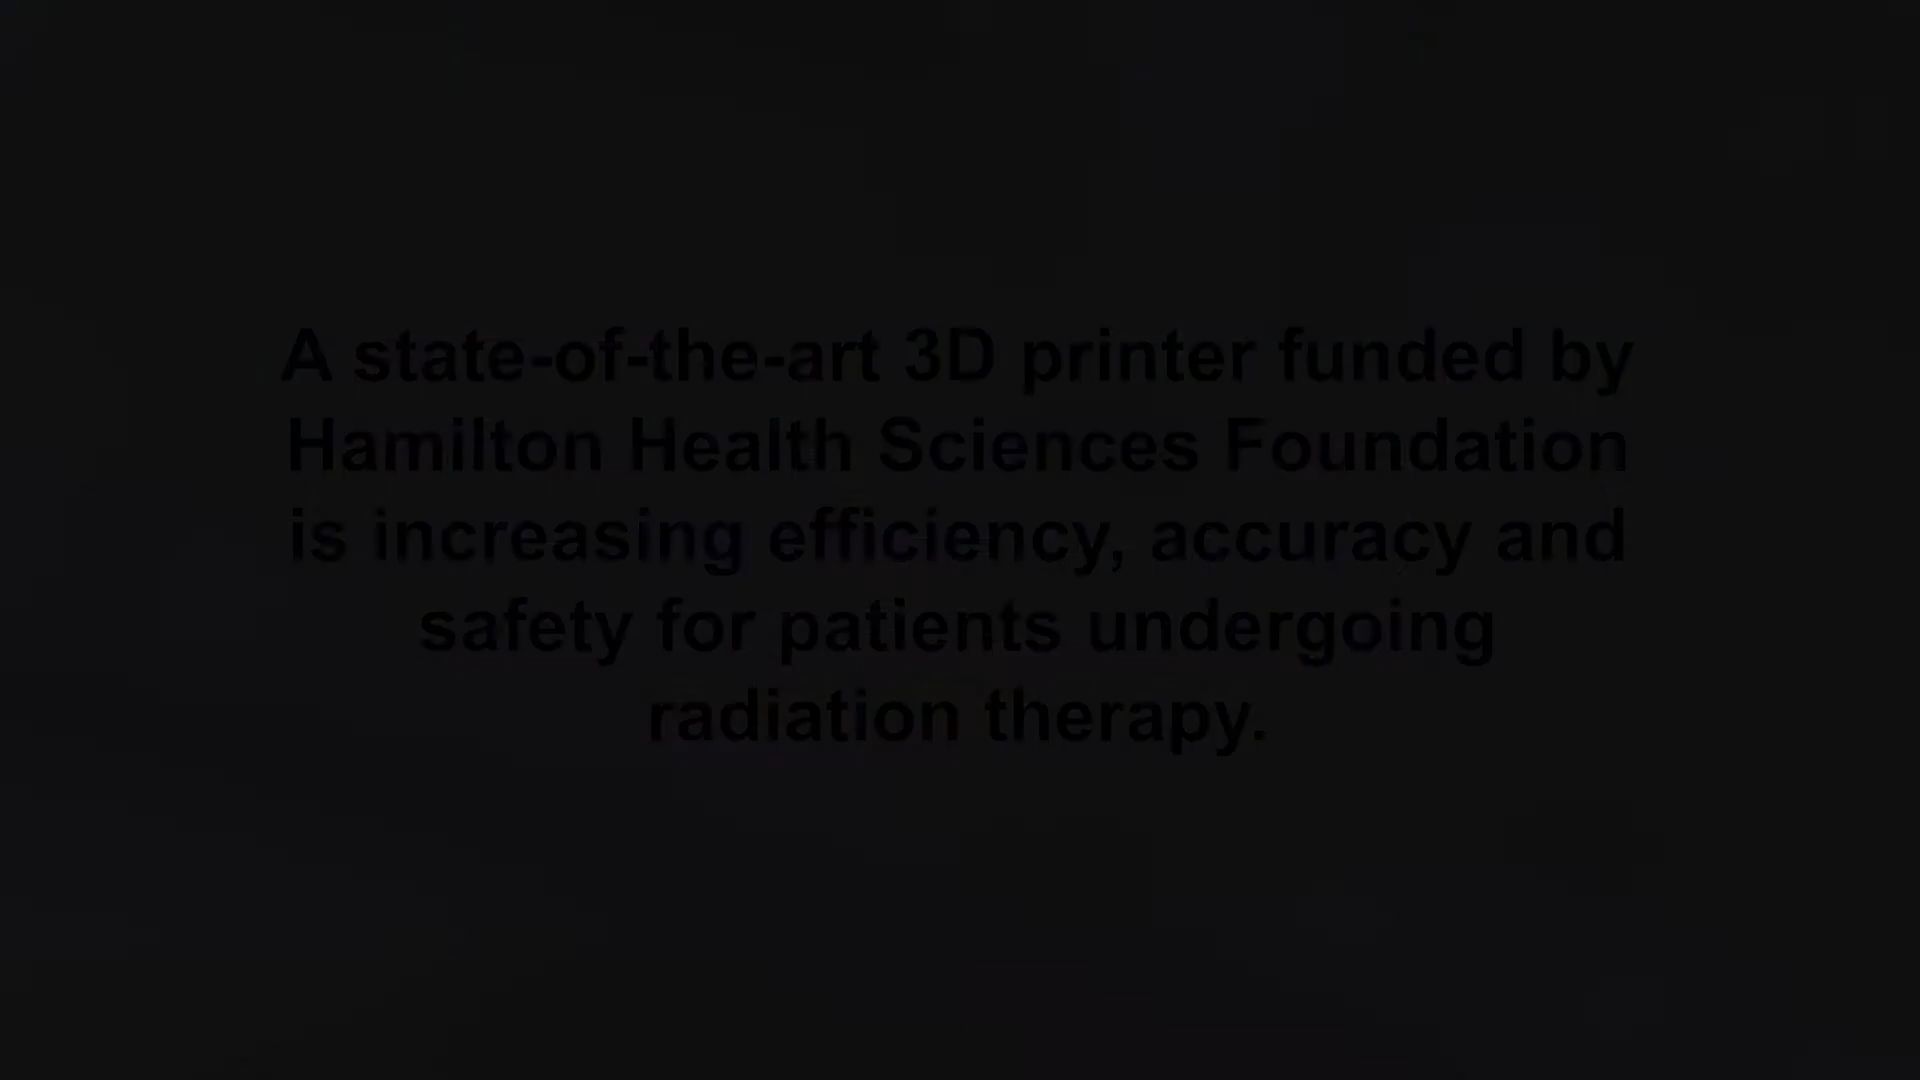 A state-of-the-art 3D printer funded by
Hamilton Health Sciences Foundation
is increasing efficiency, accuracy and
safety for patients undergoing
radiation therapy.